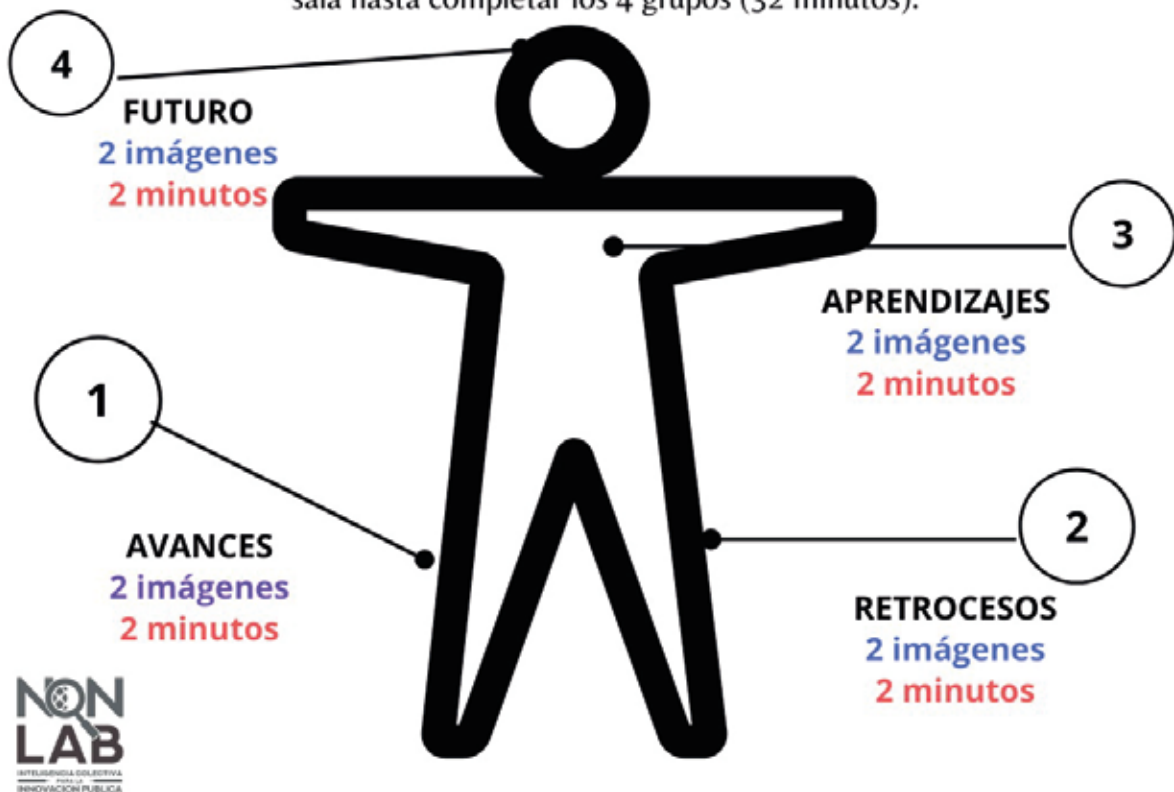 sala hasta completar los 4 grupos (32 minutos).
4
FUTURO
2 imágenes
2 minutos
3
APRENDIZAJES
2 imágenes
2 minutos
1
AVANCES
2 imágenes
2 minutos
2
RETROCESOS
2 imágenes
2 minutos
NON
LAB
INTELIGENCIA COLECTIVA
PARA LA
INNOVACIÓN PÚBLICA